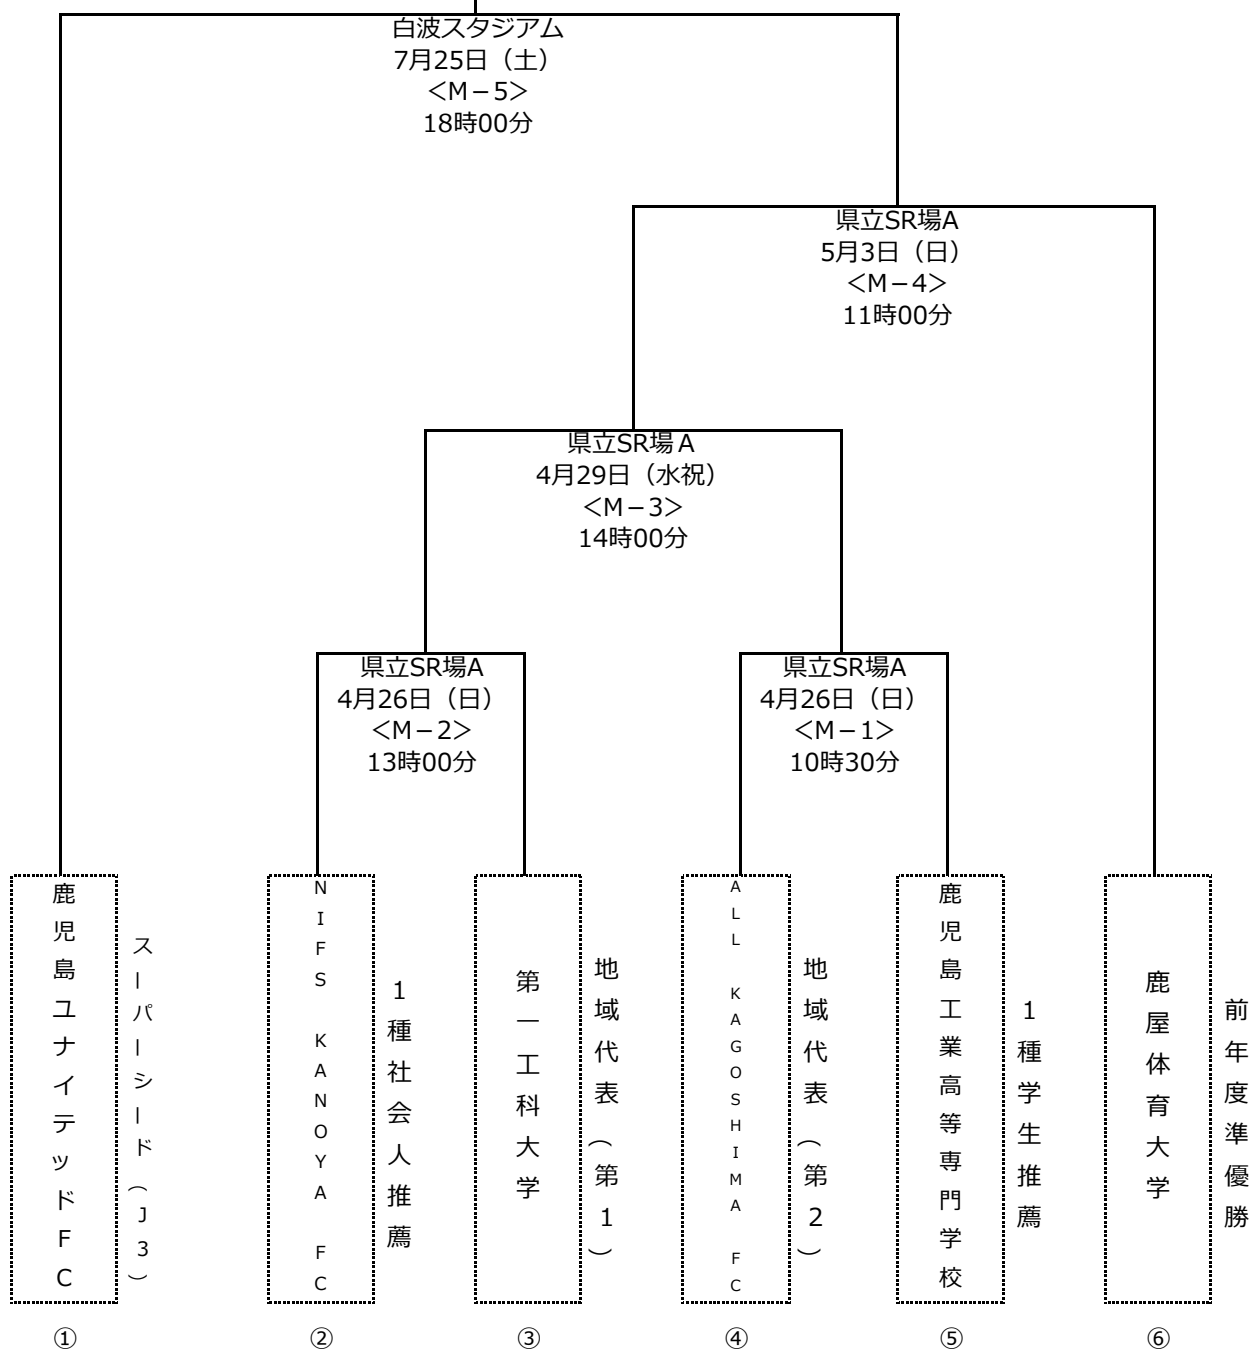 白波スタジアム
7月25日（土）
＜M－5＞
18時00分
県立SR場A
5月3日（日）
＜M－4＞
11時00分
県立SR場A
4月29日（水祝）
＜M－3＞
14時00分
県立SR場A
4月26日（日）
＜M－2＞
13時00分
県立SR場A
4月26日（日）
＜M－1＞
10時30分
鹿児島ユナイテッドFC
スーパーシード（J3）
NIFS KANOYA FC
1種社会人推薦
第一工科大学
地域代表（第1）
ALL KAGOSHIMA FC
地域代表（第2）
鹿児島工業高等専門学校
1種学生推薦
鹿屋体育大学
前年度準優勝
①
②
③
④
⑤
⑥